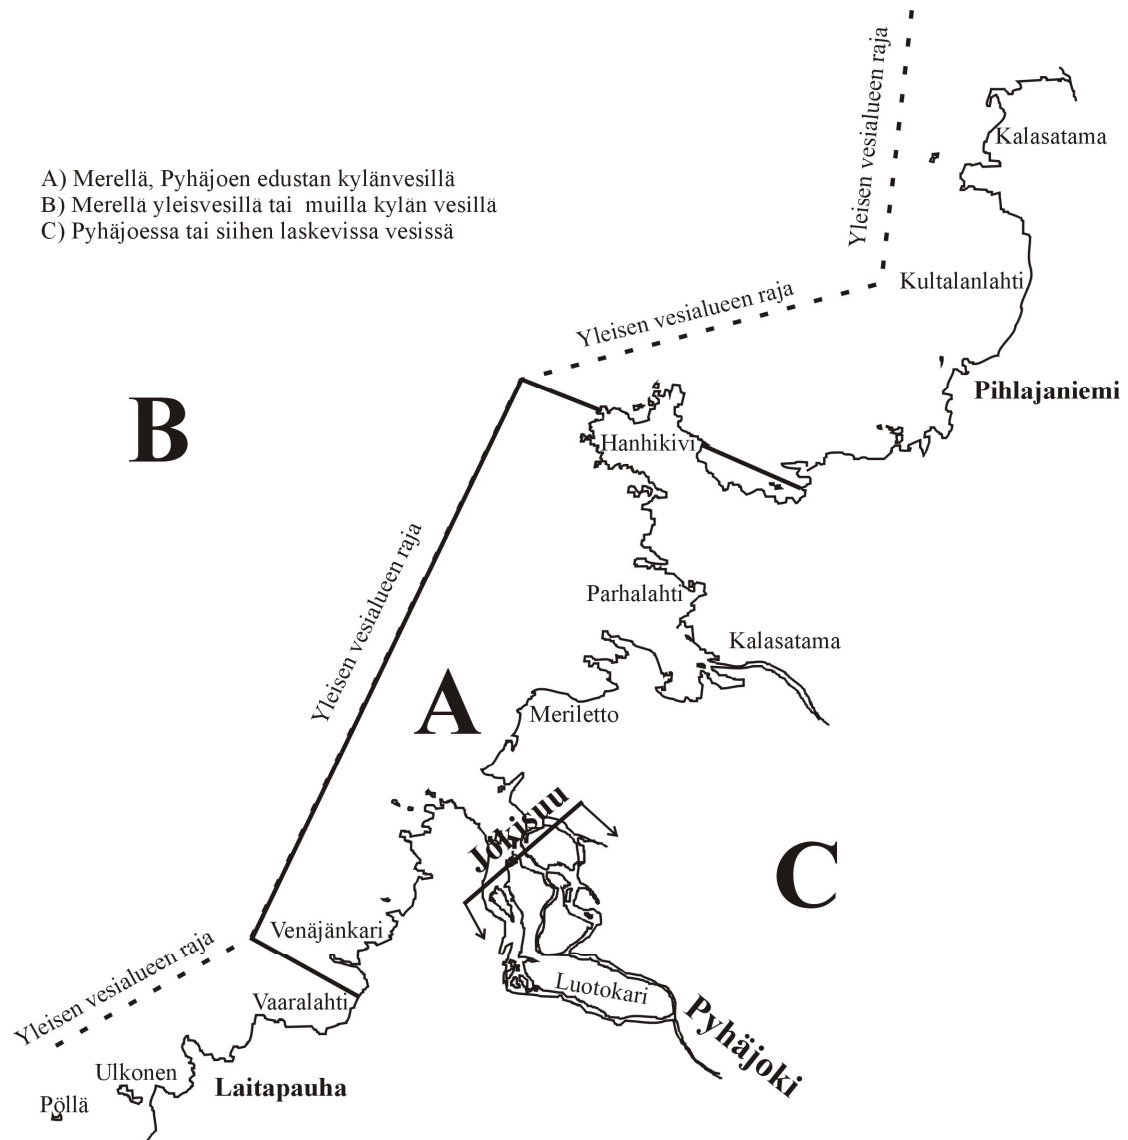 Yleisen vesialueen raja
Kalasatama
A) Merellä, Pyhäjoen edustan kylänvesillä
B) Merellä yleisvesillä tai muilla kylän vesillä
C) Pyhäjoessa tai siihen laskevissa vesissä
Kultalanlahti
Yleisen vesialueen raja
Pihlajaniemi
B
Hanhikivi
Yleisen vesialueen raja
Parhalahti
Kalasatama
A
Meriletto
Jokisuu
C
Venäjänkari
Yleisen vesialueen raja
Luotokari
Vaaralahti
Pyhäjoki
Ulkonen
Laitapauha
Pöllä